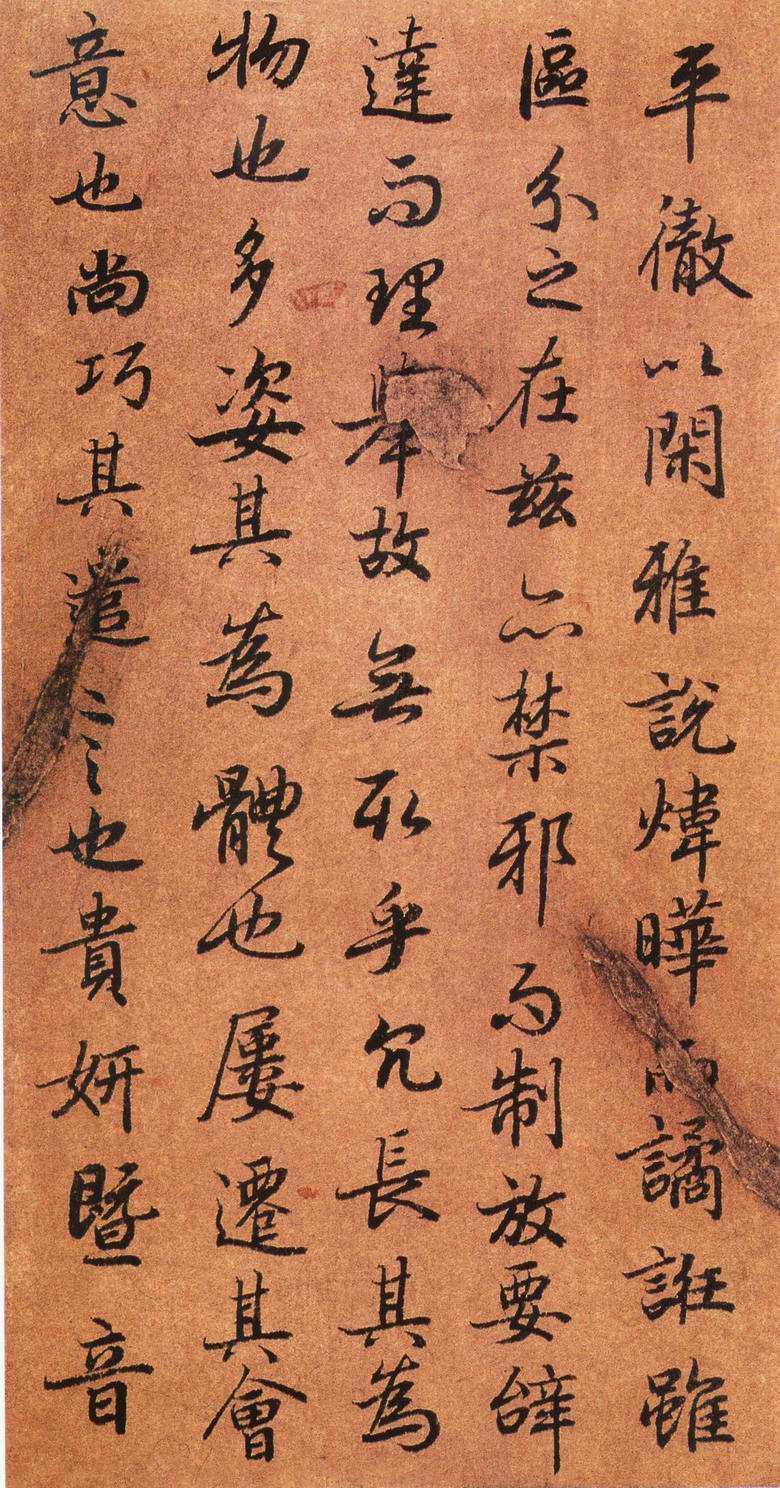 平徹以閑雅說煒曄而譎誑雖
區分之在茲亦禁邪而制放要辝
達而理舉故無取乎冗長其為
物也多姿其為體也屢遷其會
意也尚巧其遣言也貴妍暨音